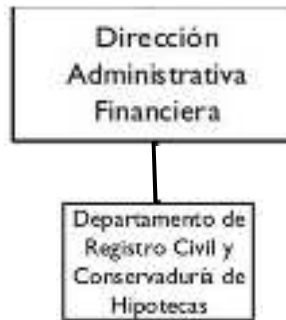 Dirección
Administrativa
Financiera
Departamento de
Registro Civil y
Conservaduría de
Hipotecas